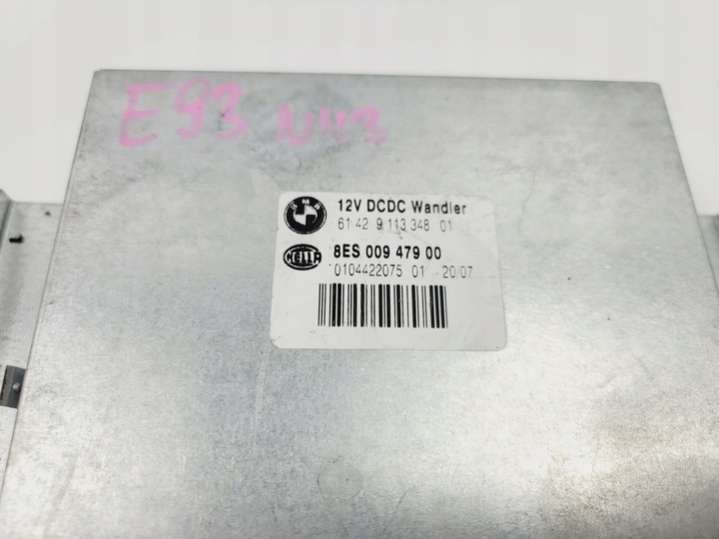 E93 N43
12V DCDC Wandler
61 42 9 113 348 01
8ES 009 479 00
HELLA
0104422075 01 20 07